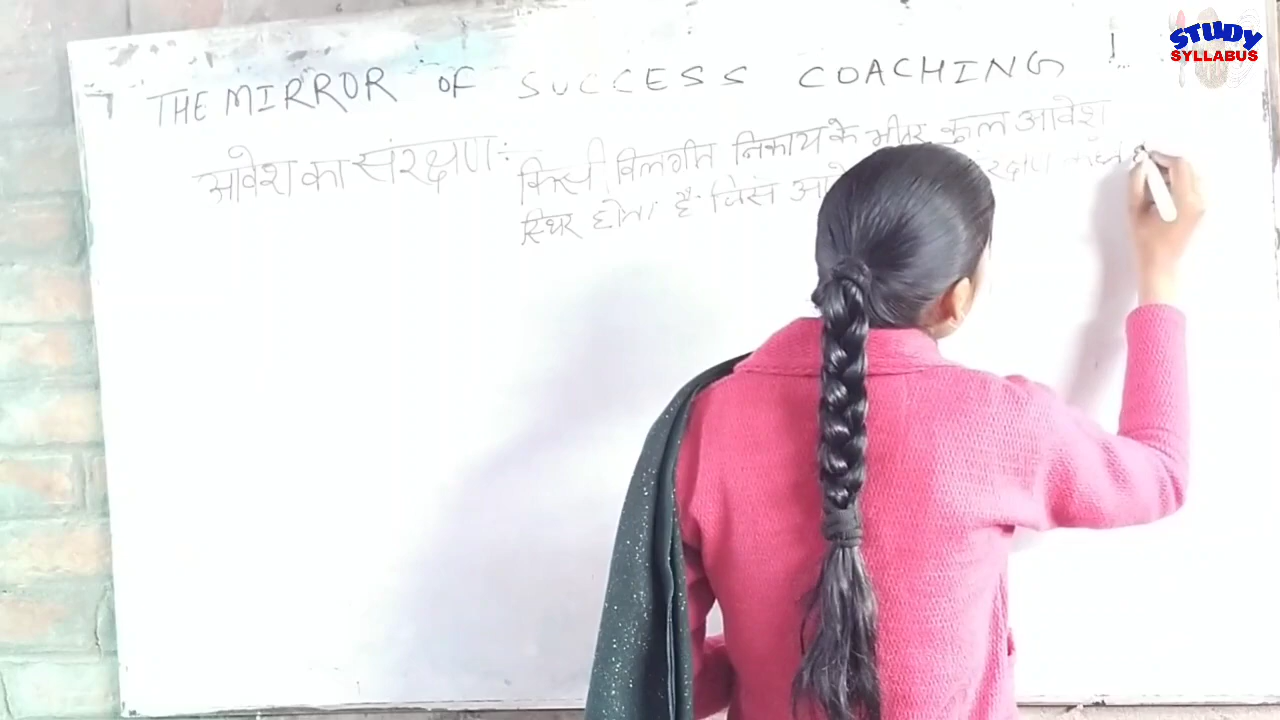 STUDY
SYLLABUS
THE MIRROR OF SUCCESS COACHING
आवेश का संरक्षण:
किसी विलगीत निकाय के भीतर कुल आवेश
स्थिर होता है जिसे